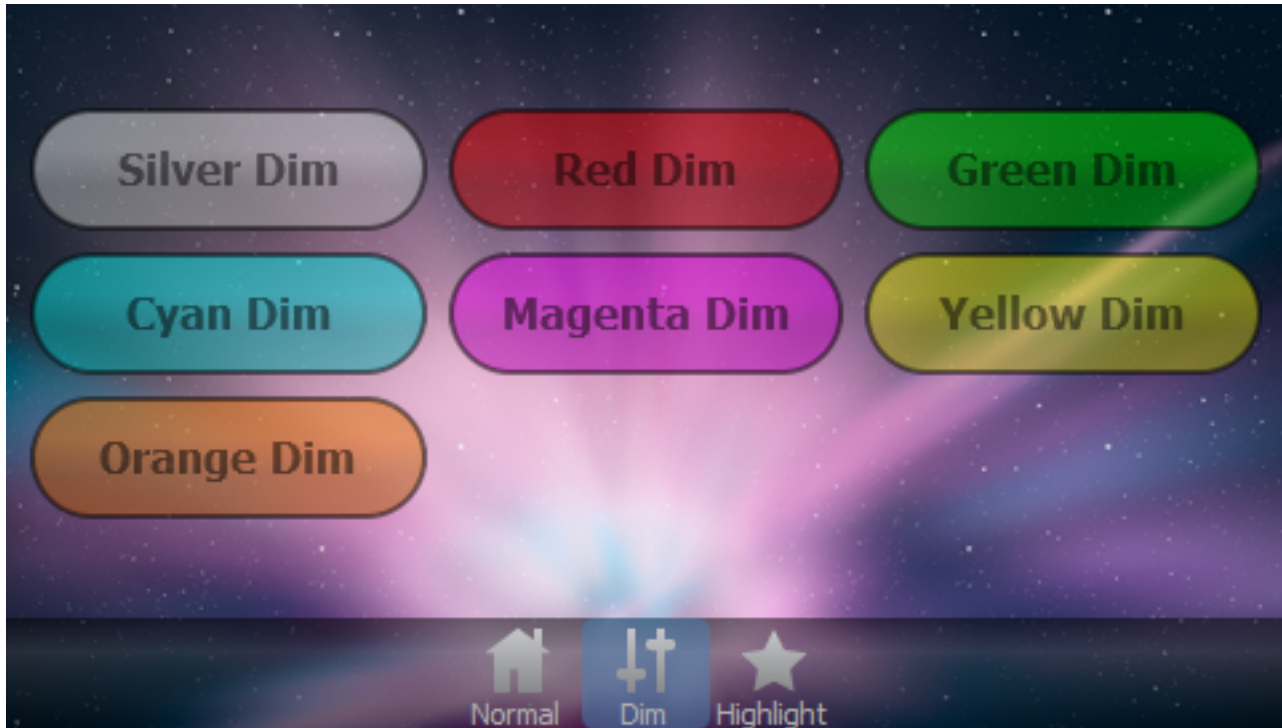 Silver Dim Red Dim Green Dim
Cyan Dim Magenta Dim Yellow Dim
Orange Dim
Normal Dim Highlight